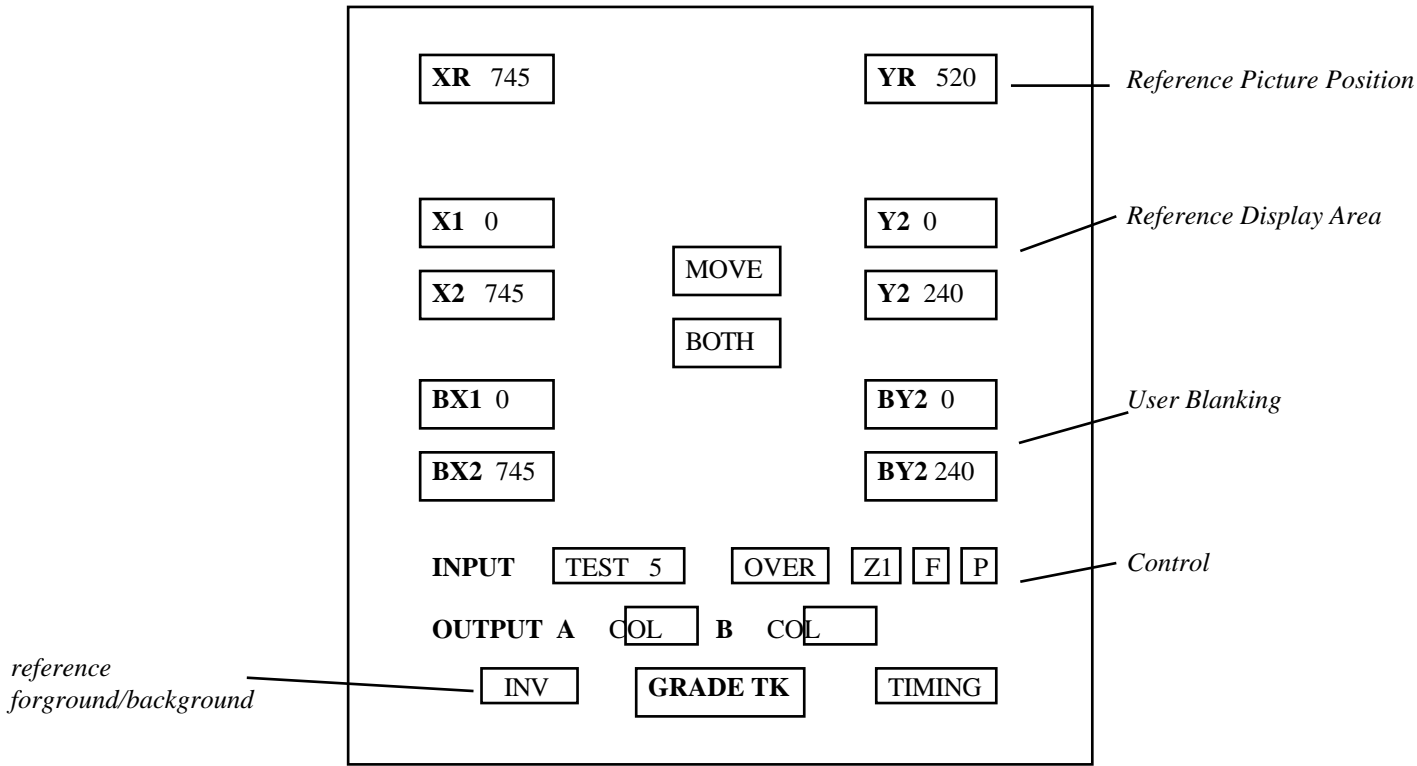 XR 745 YR 520 Reference Picture Position
X1 0 Y2 0 Reference Display Area
MOVE
X2 745 Y2 240
BOTH
BX1 0 BY2 0 User Blanking
BX2 745 BY2 240
INPUT TEST 5 OVER Z1 F P Control
OUTPUT A COL B COL
reference
forground/background
INV GRADE TK TIMING